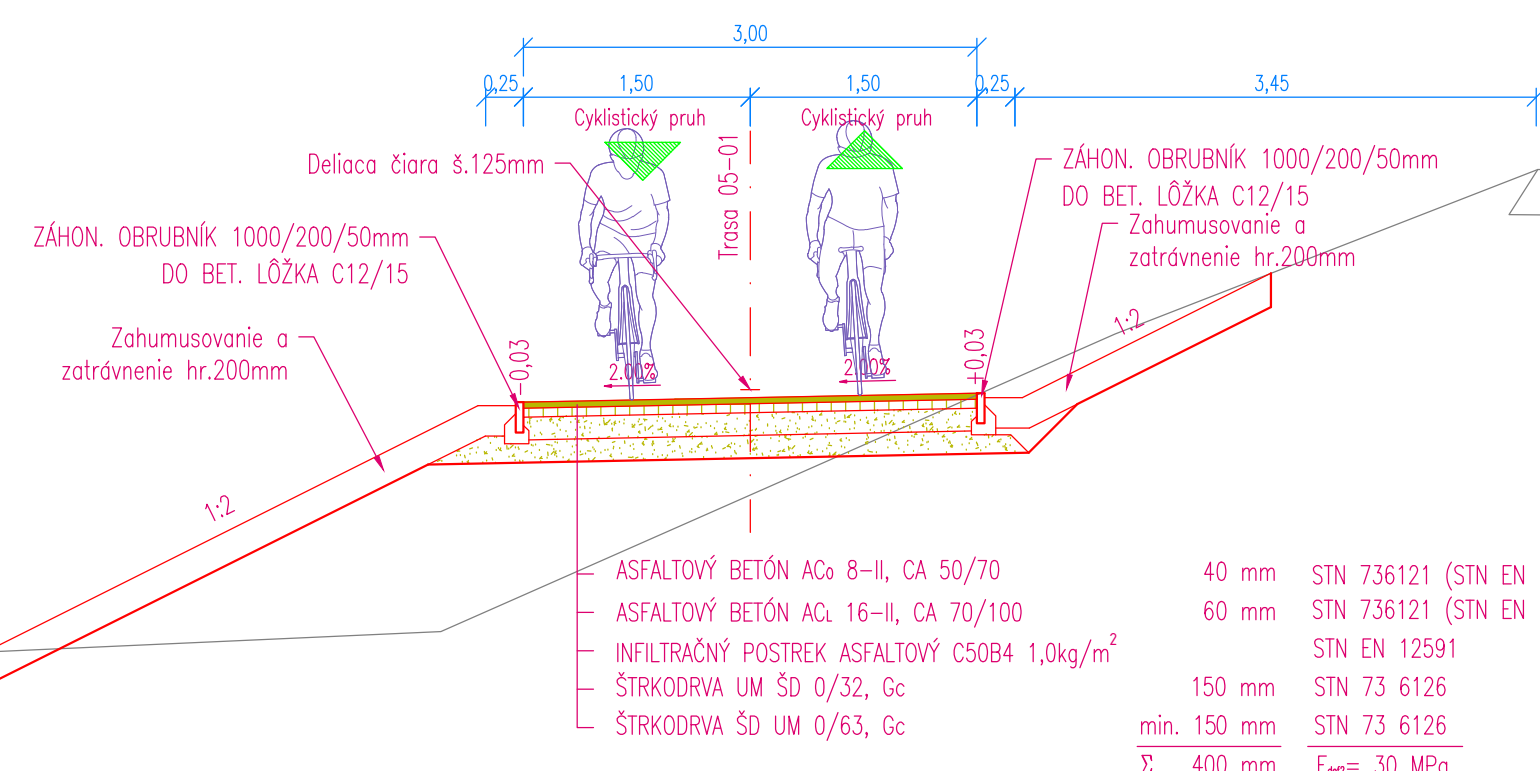 3,00
0,25 1,50 1,50 0,25 3,45
Cyklistický pruh Cyklistický pruh
Trasa 05-01
Deliaca čiara š.125mm
ZÁHON. OBRUBNÍK 1000/200/50mm
DO BET. LÔŽKA C12/15
Zahumusovanie a
zatrávnenie hr.200mm
ZÁHON. OBRUBNÍK 1000/200/50mm
DO BET. LÔŽKA C12/15
Zahumusovanie a
zatrávnenie hr.200mm
1:2
-0,03
+0,03
2.00% 2.00%
1:2
ASFALTOVÝ BETÓN ACo 8-II, CA 50/70 40 mm STN 736121 (STN EN
ASFALTOVÝ BETÓN ACL 16-II, CA 70/100 60 mm STN 736121 (STN EN
INFILTRAČNÝ POSTREK ASFALTOVÝ C50B4 1,0kg/m² STN EN 12591
ŠTRKODRVA UM ŠD 0/32, Gc 150 mm STN 73 6126
ŠTRKODRVA ŠD UM 0/63, Gc min. 150 mm STN 73 6126
Σ 400 mm Edef2= 30 MPa